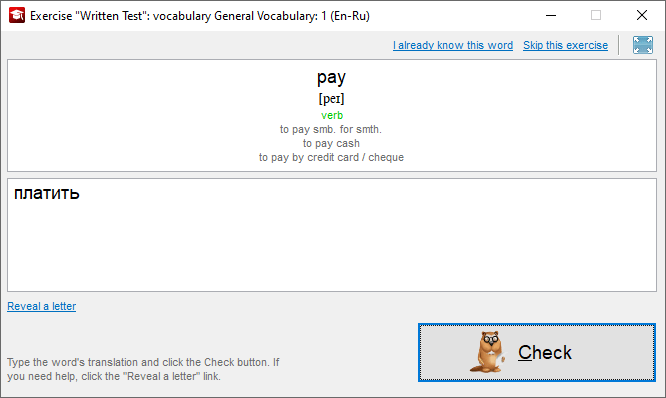 Exercise "Written Test": vocabulary General Vocabulary: 1 (En-Ru)
I already know this word Skip this exercise
pay
[peɪ]
verb
to pay smb. for smth.
to pay cash
to pay by credit card / cheque
платить
Reveal a letter
Check
Type the word's translation and click the Check button. If
you need help, click the "Reveal a letter" link.